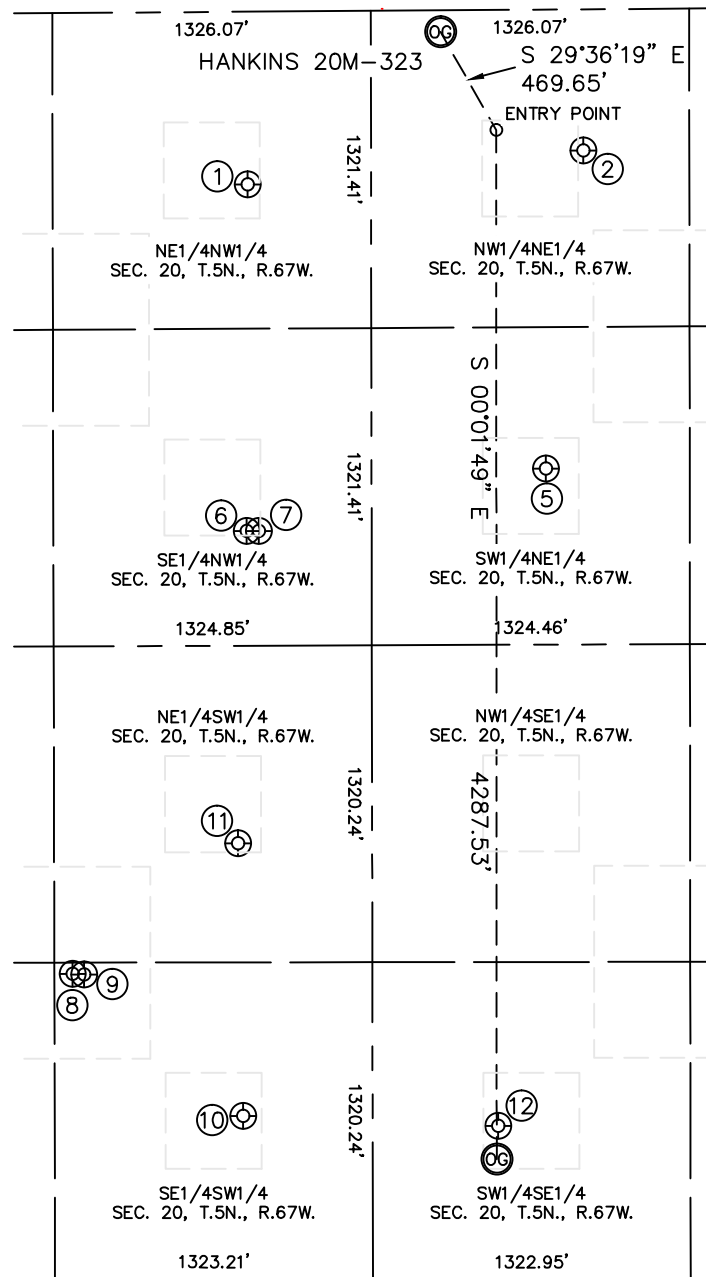 1326.07'
1326.07'
OG
HANKINS 20M-323
S 29°36'19" E
469.65'
ENTRY POINT
1
2
1321.41'
NE1/4NW1/4
SEC. 20, T.5N., R.67W.
NW1/4NE1/4
SEC. 20, T.5N., R.67W.
S 00°01'49" E
1321.41'
5
6
7
SE1/4NW1/4
SEC. 20, T.5N., R.67W.
SW1/4NE1/4
SEC. 20, T.5N., R.67W.
1324.85'
1324.46'
NE1/4SW1/4
SEC. 20, T.5N., R.67W.
NW1/4SE1/4
SEC. 20, T.5N., R.67W.
1320.24'
4287.53'
11
9
8
1320.24'
10
12
OG
SE1/4SW1/4
SEC. 20, T.5N., R.67W.
SW1/4SE1/4
SEC. 20, T.5N., R.67W.
1323.21'
1322.95'